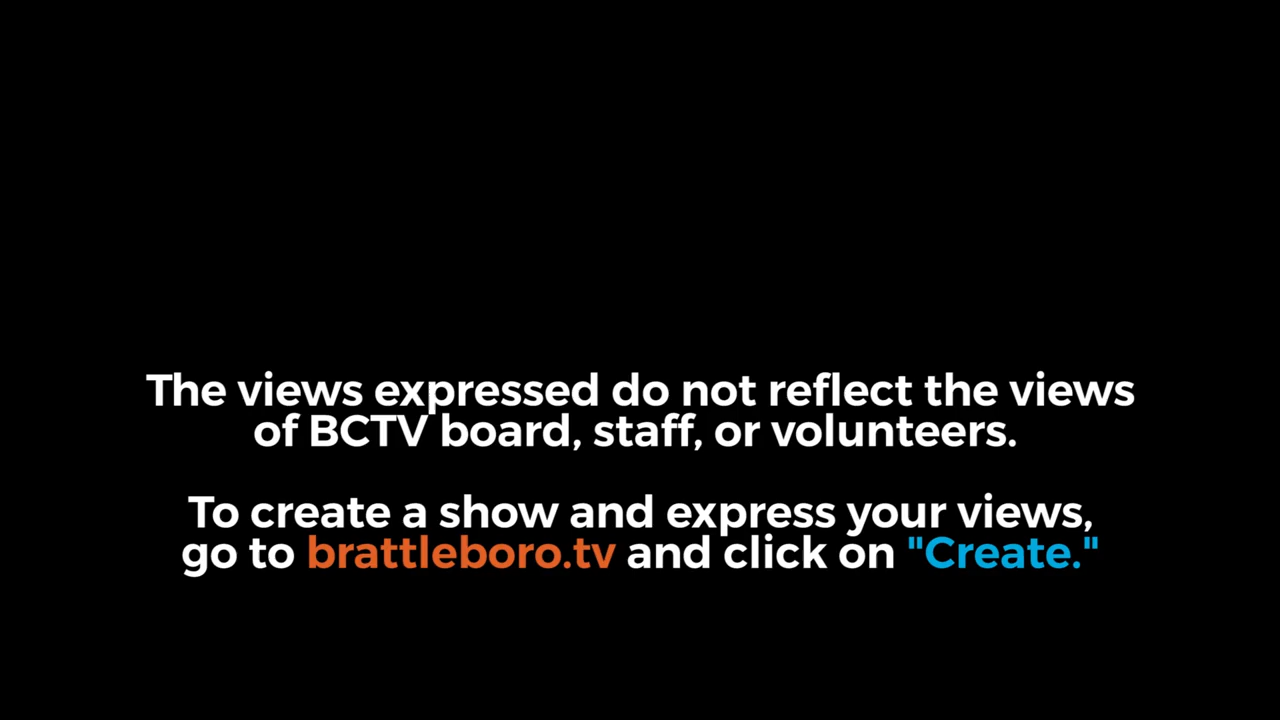 The views expressed do not reflect the views
of BCTV board, staff, or volunteers.
To create a show and express your views,
go to brattleboro.tv and click on "Create."